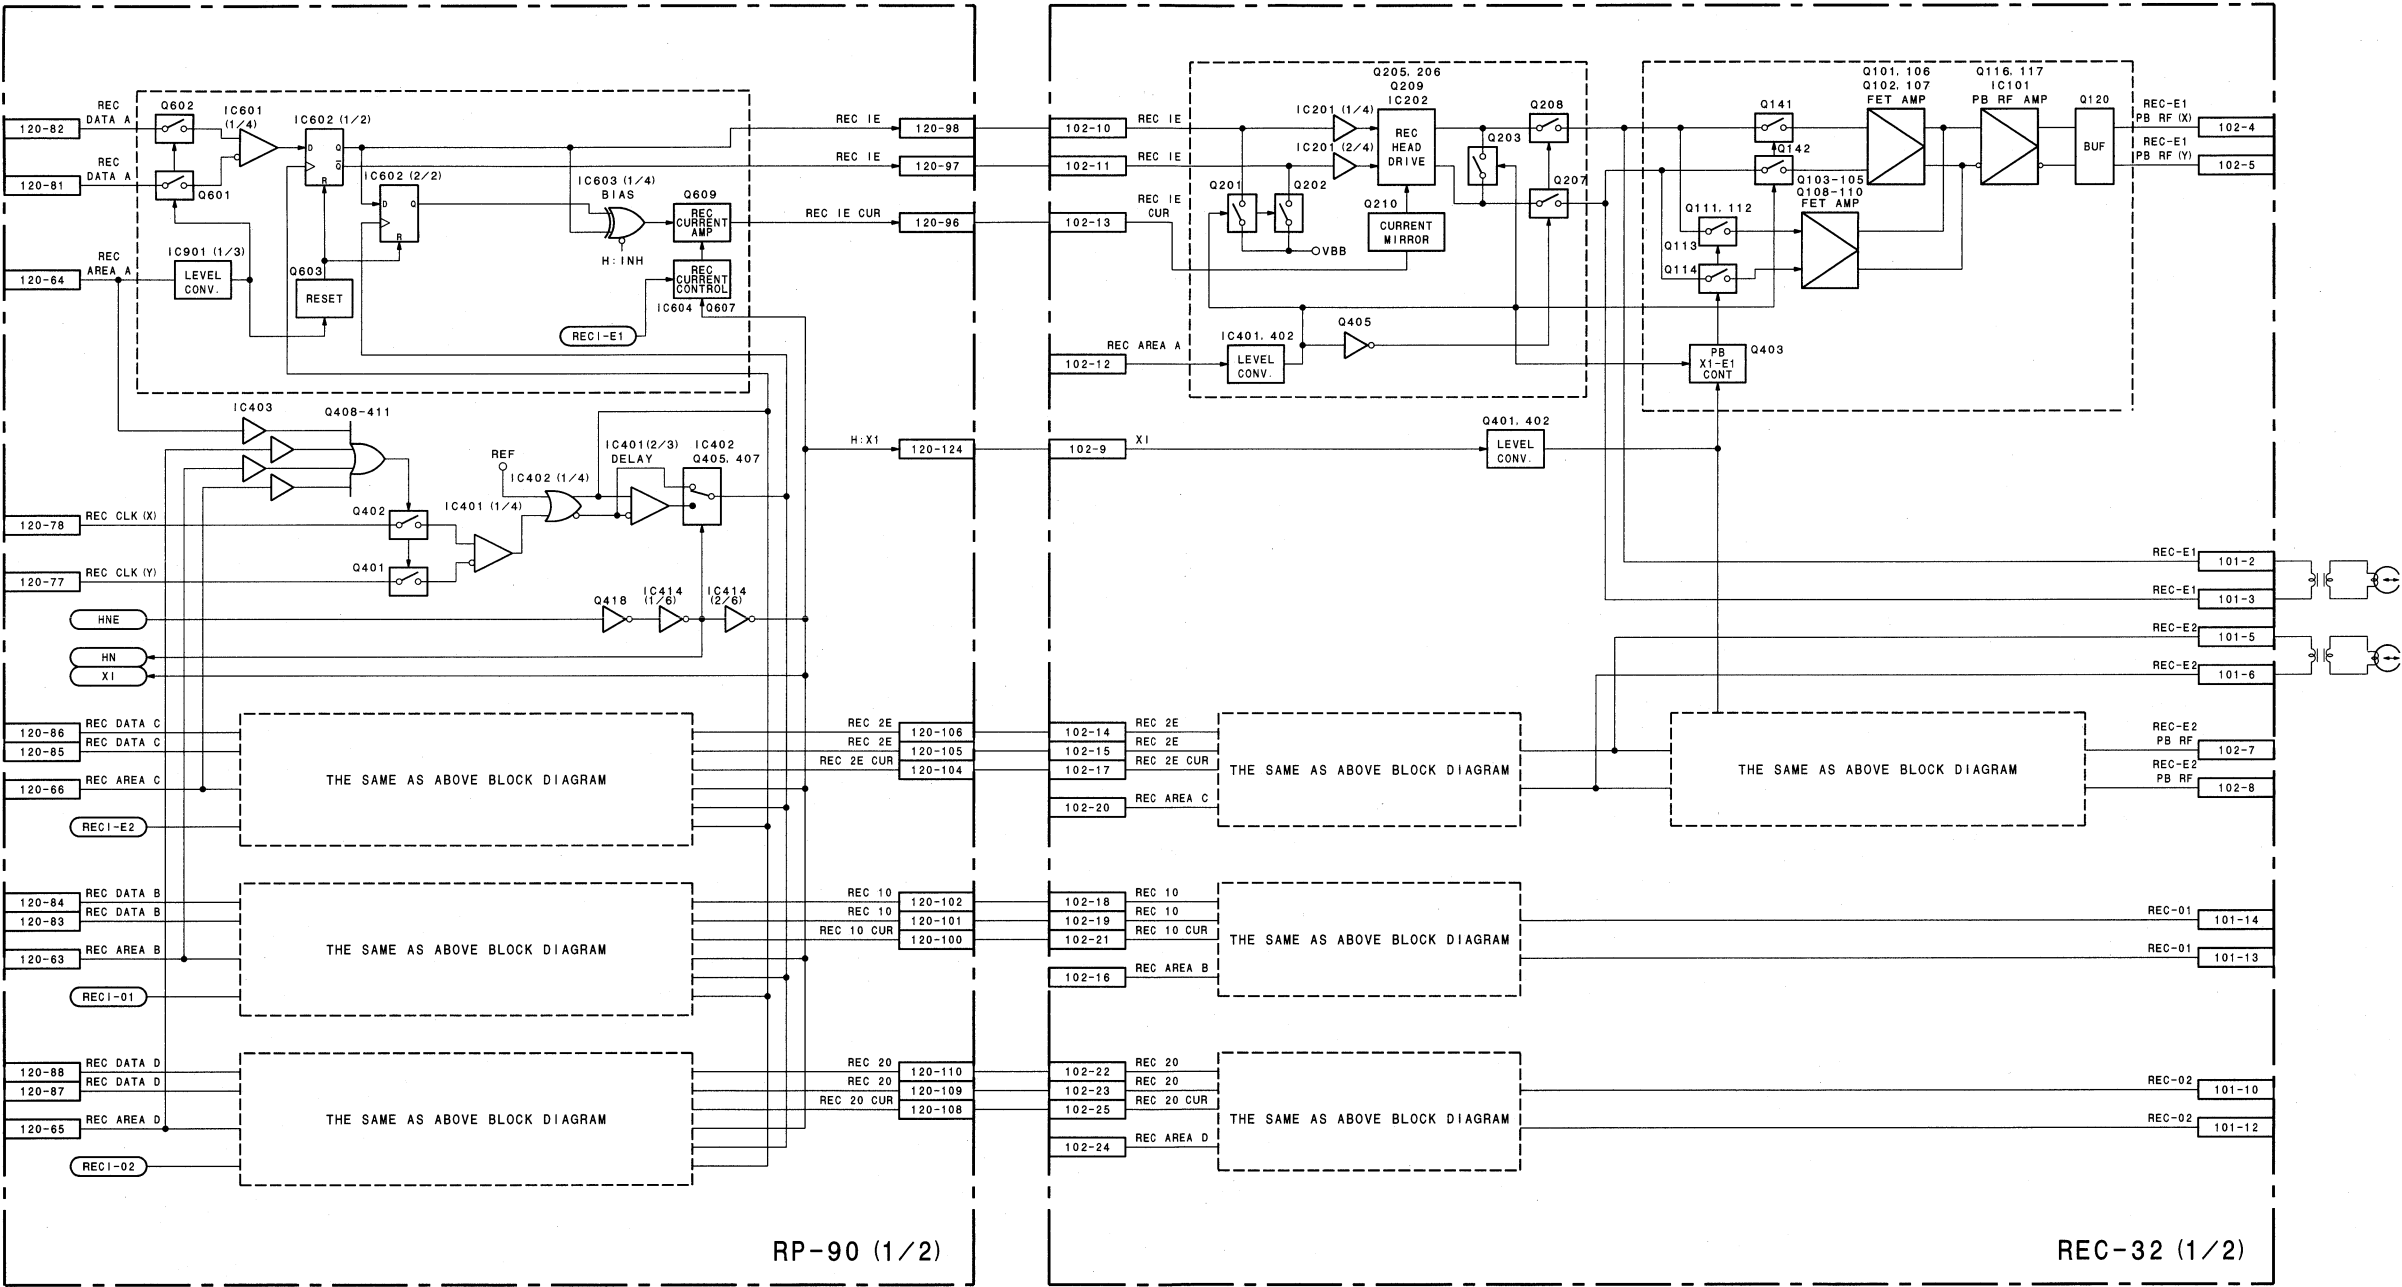 REC
DATA A
120-82
Q602
IC601
(1/4)
IC602 (1/2)
D
Q
Q
R
REC
DATA A
120-81
Q601
IC602 (2/2)
D
Q
R
IC603 (1/4)
BIAS
H:INH
Q609
REC
CURRENT
AMP
REC
CURRENT
CONTROL
IC604
Q607
RECI-E1
REC
AREA A
120-64
IC901 (1/3)
LEVEL
CONV.
Q603
RESET
REC IE
120-98
REC IE
120-97
REC IE CUR
120-96
IC403
Q408-411
REF
IC402 (1/4)
IC401 (2/3)
DELAY
IC402
Q405, 407
H:X1
120-124
REC CLK (X)
120-78
Q402
IC401 (1/4)
REC CLK (Y)
120-77
Q401
HNE
Q418
IC414
(1/6)
IC414
(2/6)
HN
XI
REC DATA C
120-86
REC DATA C
120-85
REC AREA C
120-66
RECI-E2
THE SAME AS ABOVE BLOCK DIAGRAM
REC 2E
120-106
REC 2E
120-105
REC 2E CUR
120-104
REC DATA B
120-84
REC DATA B
120-83
REC AREA B
120-63
RECI-01
THE SAME AS ABOVE BLOCK DIAGRAM
REC 10
120-102
REC 10
120-101
REC 10 CUR
120-100
REC DATA D
120-88
REC DATA D
120-87
REC AREA D
120-65
RECI-02
THE SAME AS ABOVE BLOCK DIAGRAM
REC 20
120-110
REC 20
120-109
REC 20 CUR
120-108
RP-90 (1/2)
102-10
REC IE
102-11
REC IE
102-13
REC IE
CUR
IC201 (1/4)
IC201 (2/4)
Q205, 206
Q209
IC202
REC
HEAD
DRIVE
Q203
Q208
Q207
Q201
Q202
VBB
Q210
CURRENT
MIRROR
REC AREA A
102-12
IC401, 402
LEVEL
CONV.
Q405
Q141
Q142
Q101, 106
Q102, 107
FET AMP
Q116, 117
IC101
PB RF AMP
Q120
BUF
REC-E1
PB RF (X)
102-4
REC-E1
PB RF (Y)
102-5
Q103-105
Q108-110
FET AMP
Q111, 112
Q113
Q114
PB
X1-E1
CONT
Q403
102-9
XI
Q401, 402
LEVEL
CONV.
REC-E1
101-2
REC-E1
101-3
REC-E2
101-5
REC-E2
101-6
102-14
REC 2E
102-15
REC 2E
102-17
REC 2E CUR
102-20
REC AREA C
THE SAME AS ABOVE BLOCK DIAGRAM
THE SAME AS ABOVE BLOCK DIAGRAM
REC-E2
PB RF
102-7
REC-E2
PB RF
102-8
102-18
REC 10
102-19
REC 10
102-21
REC 10 CUR
102-16
REC AREA B
THE SAME AS ABOVE BLOCK DIAGRAM
REC-01
101-14
REC-01
101-13
102-22
REC 20
102-23
REC 20
102-25
REC 20 CUR
102-24
REC AREA D
THE SAME AS ABOVE BLOCK DIAGRAM
REC-02
101-10
REC-02
101-12
REC-32 (1/2)